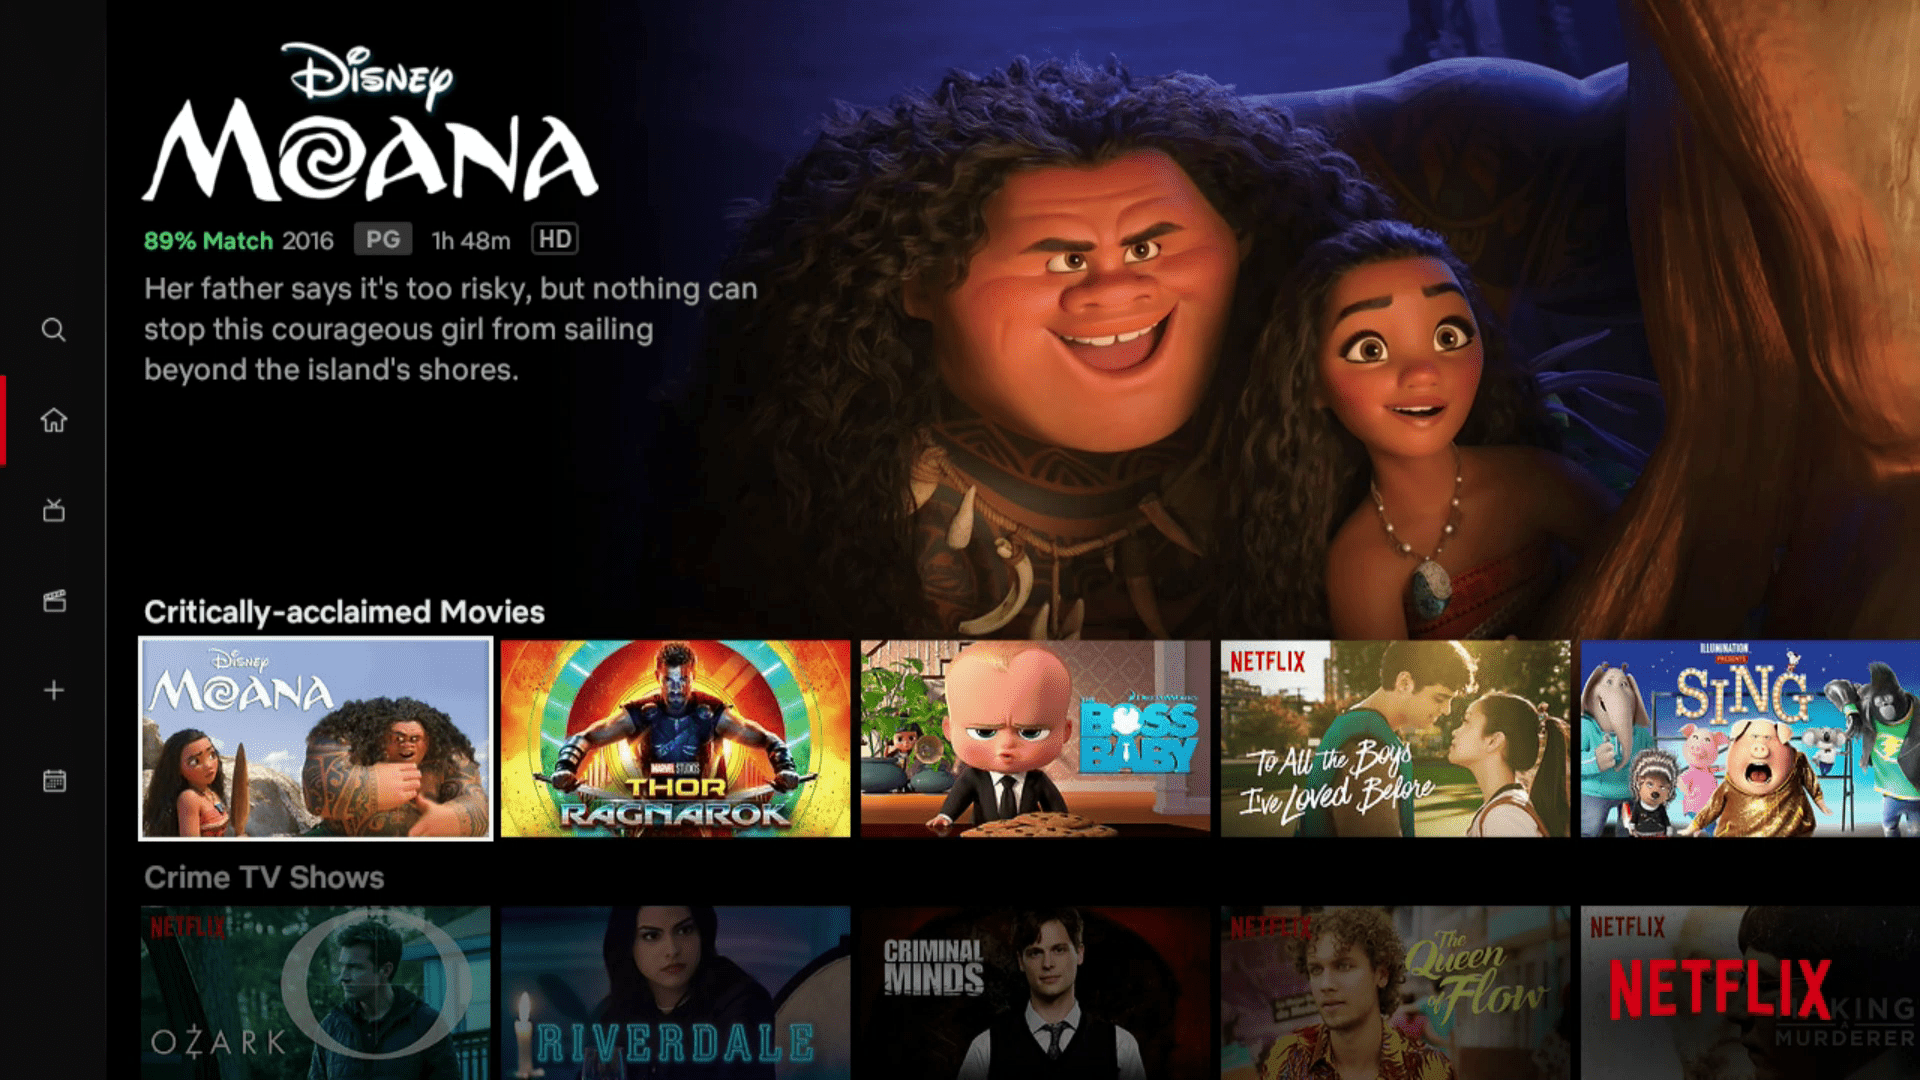 Disney
MOANA
89% Match 2016 PG 1h 48m HD
Her father says it's too risky, but nothing can
stop this courageous girl from sailing
beyond the island's shores.
Critically-acclaimed Movies
Disney
MOANA
MARVEL STUDIOS
THOR
RAGNAROK
DREAMWORKS
THE
BOSS
BABY
NETFLIX
To All the Boys
I've Loved Before
ILLUMINATION
PRESENTS
SING
Crime TV Shows
NETFLIX
OZARK
RIVERDALE
CRIMINAL
MINDS
NETFLIX
The
Queen
of Flow
NETFLIX
NETFLIX
AKING
A
MURDERER